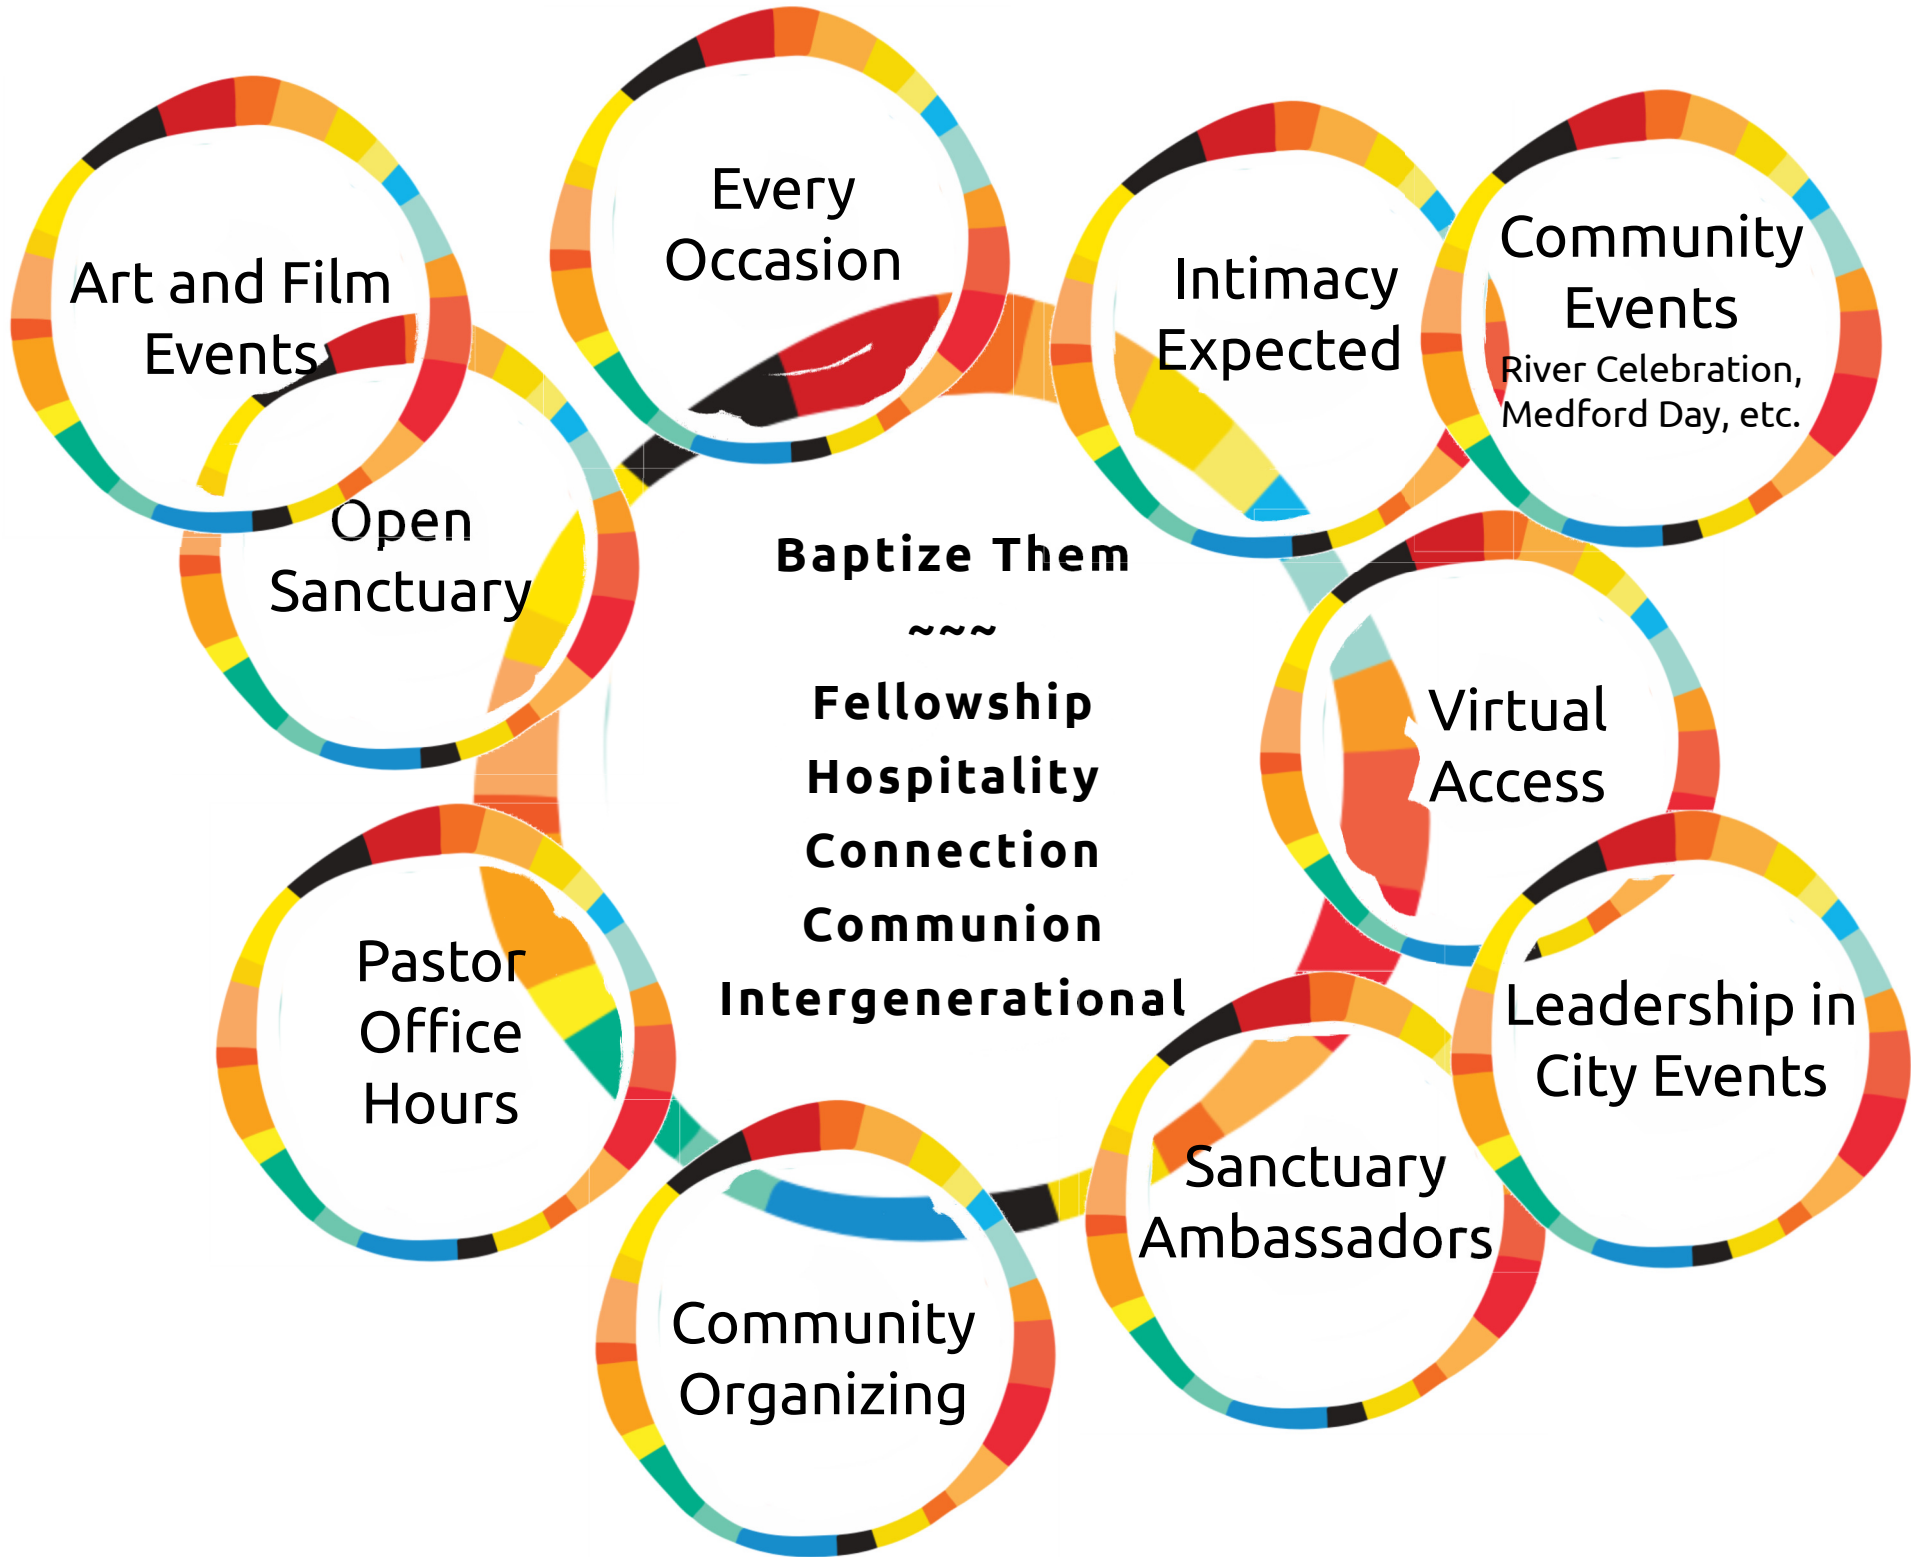 Every
Occasion
Art and Film
Events
Intimacy
Expected
Community
Events
River Celebration,
Medford Day, etc.
Open
Sanctuary
Baptize Them
~~~
Fellowship
Hospitality
Connection
Communion
Intergenerational
Virtual
Access
Pastor
Office
Hours
Leadership in
City Events
Sanctuary
Ambassadors
Community
Organizing